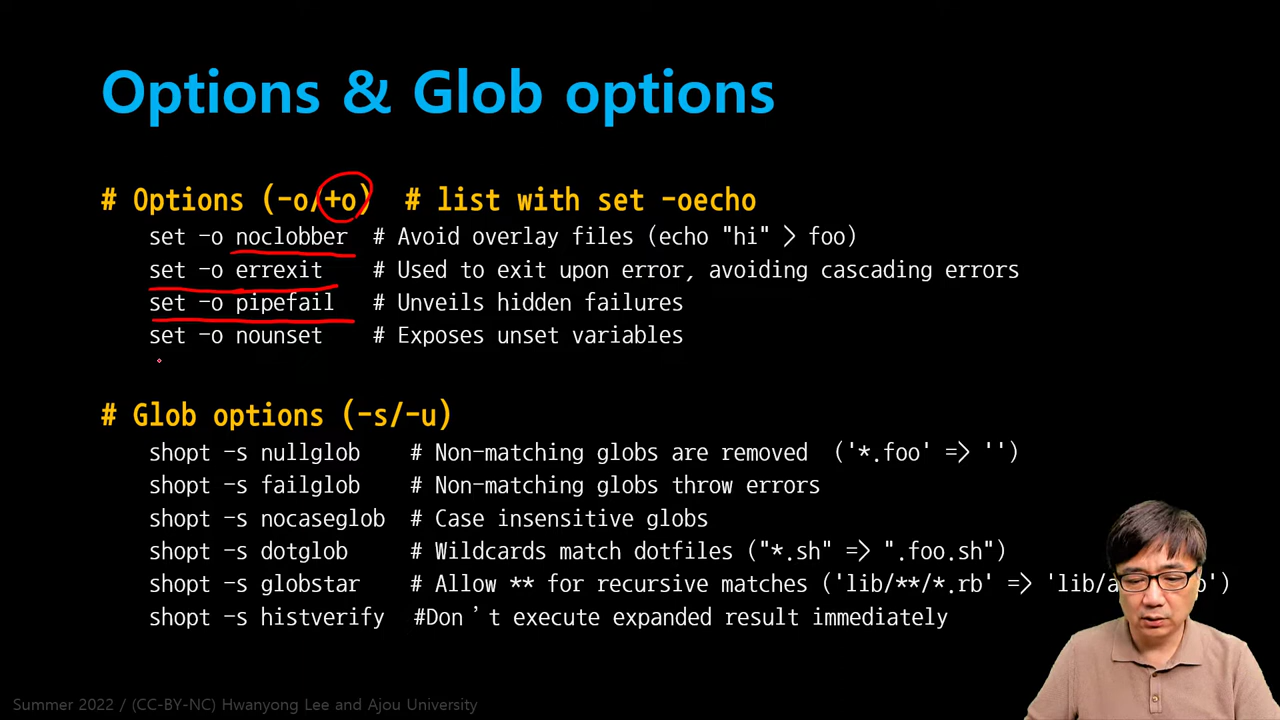 Options & Glob options
# Options (-o/+o)  # list with set -oecho
set -o noclobber  # Avoid overlay files (echo "hi" > foo)
set -o errexit    # Used to exit upon error, avoiding cascading errors
set -o pipefail   # Unveils hidden failures
set -o nounset    # Exposes unset variables
# Glob options (-s/-u)
shopt -s nullglob    # Non-matching globs are removed  ('*.foo' => '')
shopt -s failglob    # Non-matching globs throw errors
shopt -s nocaseglob  # Case insensitive globs
shopt -s dotglob     # Wildcards match dotfiles ("*.sh" => ".foo.sh")
shopt -s globstar    # Allow ** for recursive matches ('lib/**/*.rb' =>
shopt -s histverify  #Don’t execute expanded result immediately
Summer 2022 / (CC-BY-NC) Hwanyong Lee and Ajou University